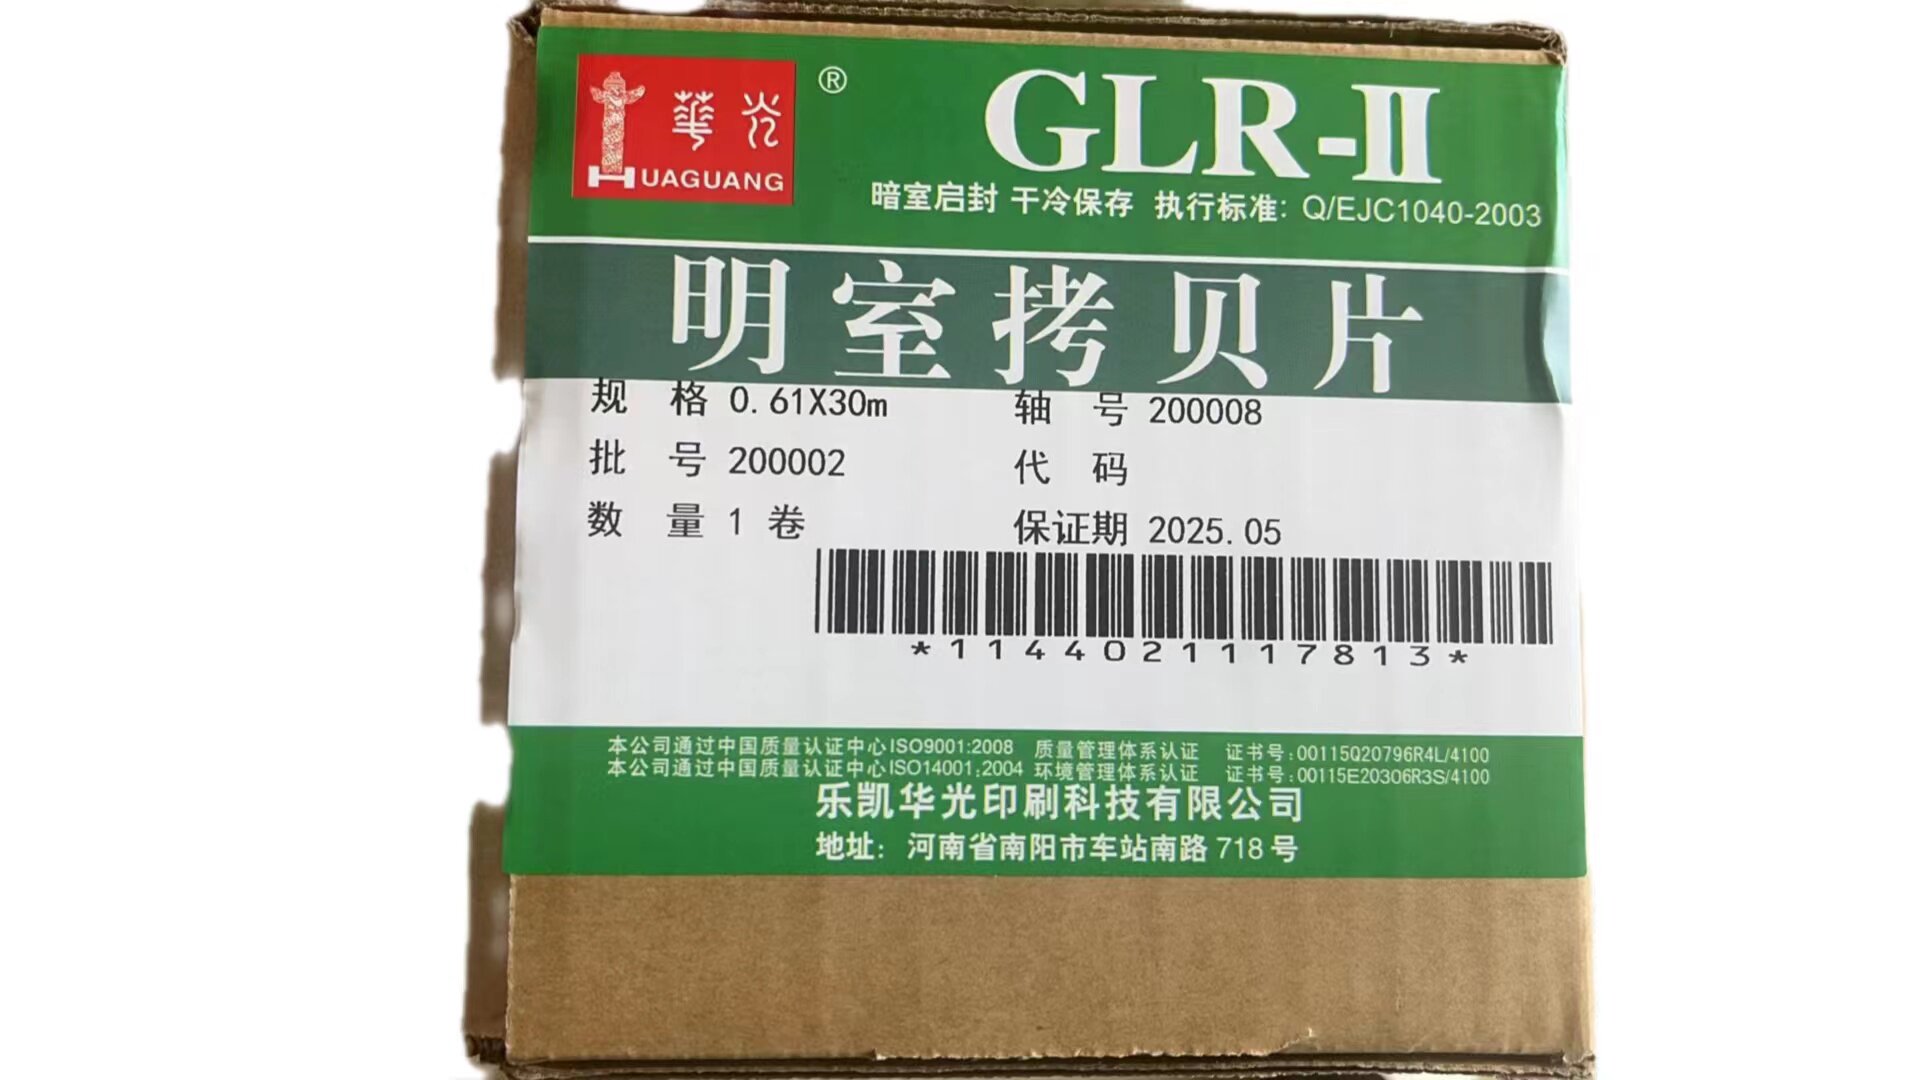 華光
HUAGUANG
®
GLR-II
暗室启封 干冷保存 执行标准: Q/EJC1040-2003
明室拷贝片
规 格 0.61X30m 轴 号 200008
批 号 200002 代 码
数 量 1 卷 保证期 2025.05
*1144021117813*
本公司通过中国质量认证中心ISO9001:2008 质量管理体系认证 证书号:00115Q20796R4L/4100
本公司通过中国质量认证中心ISO14001:2004 环境管理体系认证 证书号:00115E20306R3S/4100
乐凯华光印刷科技有限公司
地址: 河南省南阳市车站南路 718 号